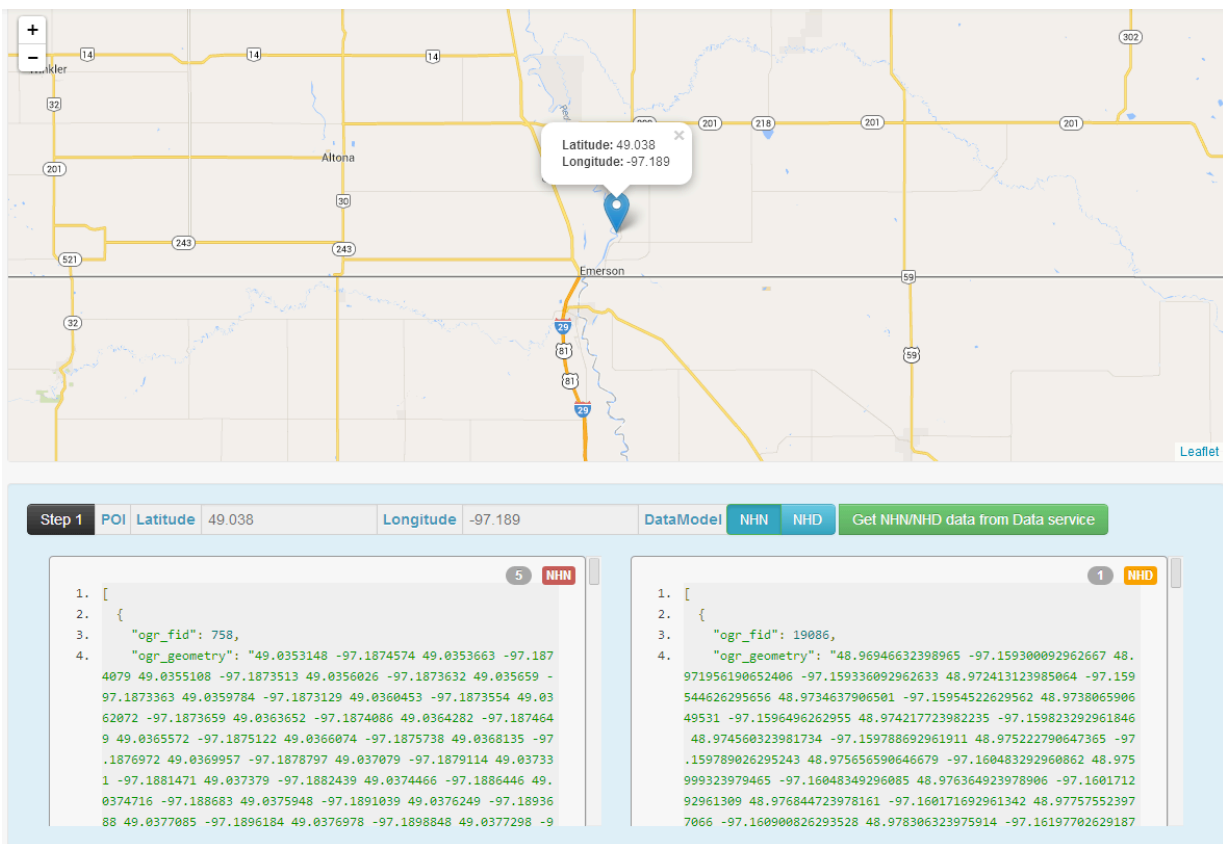 +
14
14
14
302
−
32
201
218
201
201
Latitude: 49.038 ×
Longitude: -97.189
Altona
201
30
243
243
521
Emerson
59
32
29
81
59
81
29
Leaflet
Step 1 POI Latitude 49.038 Longitude -97.189 DataModel NHN NHD Get NHN/NHD data from Data service
5 NHN
1. [
2. {
3. "ogr_fid": 758,
4. "ogr_geometry": "49.0353148 -97.1874574 49.0353663 -97.187
4079 49.0355108 -97.1873513 49.0356026 -97.1873632 49.035659 -
97.1873363 49.0359784 -97.1873129 49.0360453 -97.1873554 49.03
62072 -97.1873659 49.0363652 -97.1874086 49.0364282 -97.187464
9 49.0365572 -97.1875122 49.0366074 -97.1875738 49.0368135 -97
.1876972 49.0369957 -97.1878797 49.037079 -97.1879114 49.03733
1 -97.1881471 49.037379 -97.1882439 49.0374466 -97.1886446 49.
0374716 -97.188683 49.0375948 -97.1891039 49.0376249 -97.18936
88 49.0377085 -97.1896184 49.0376978 -97.1898848 49.0377298 -9
1 NHD
1. [
2. {
3. "ogr_fid": 19086,
4. "ogr_geometry": "48.96946632398965 -97.159300092962667 48.
971956190652406 -97.159336092962633 48.972413123985064 -97.159
544626295656 48.9734637906501 -97.15954522629562 48.9738065906
49531 -97.1596496262955 48.974217723982235 -97.159823292961846
48.974560323981734 -97.159788692961911 48.975222790647365 -97
.159789026295243 48.975656590646679 -97.160483292960862 48.975
999323979465 -97.16048349296085 48.976364923978906 -97.1601712
92961309 48.976844723978161 -97.160171692961342 48.97757552397
7066 -97.160900826293528 48.978306323975914 -97.16197702629187